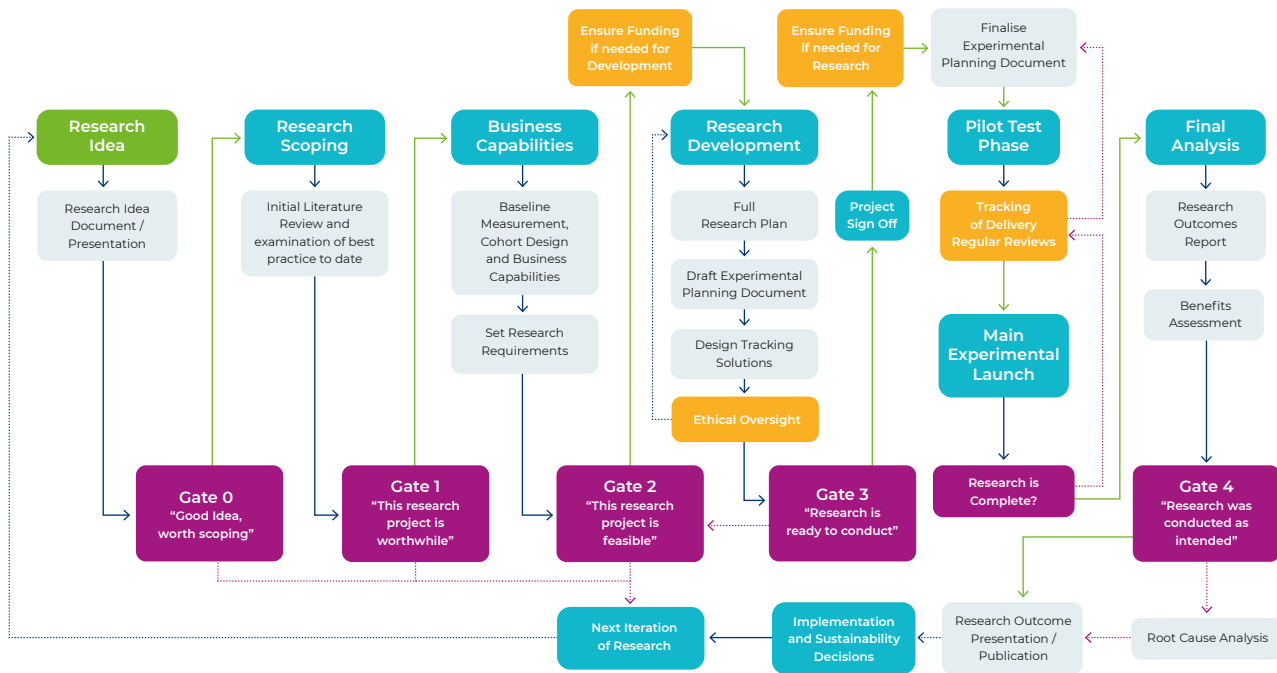 Research
Idea
Research Idea
Document /
Presentation
Gate 0
“Good Idea,
worth scoping”
Research
Scoping
Initial Literature
Review and
examination of best
practice to date
Gate 1
“This research
project is
worthwhile”
Business
Capabilities
Baseline
Measurement,
Cohort Design
and Business
Capabilities
Set Research
Requirements
Gate 2
“This research
project is
feasible”
Ensure Funding
if needed for
Development
Research
Development
Full
Research Plan
Draft Experimental
Planning Document
Design Tracking
Solutions
Ethical Oversight
Gate 3
“Research is
ready to conduct”
Project
Sign Off
Ensure Funding
if needed for
Research
Finalise
Experimental
Planning Document
Pilot Test
Phase
Tracking
of Delivery
Regular Reviews
Main
Experimental
Launch
Research is
Complete?
Final
Analysis
Research
Outcomes
Report
Benefits
Assessment
Gate 4
“Research was
conducted as
intended”
Root Cause Analysis
Research Outcome
Presentation /
Publication
Implementation
and Sustainability
Decisions
Next Iteration
of Research